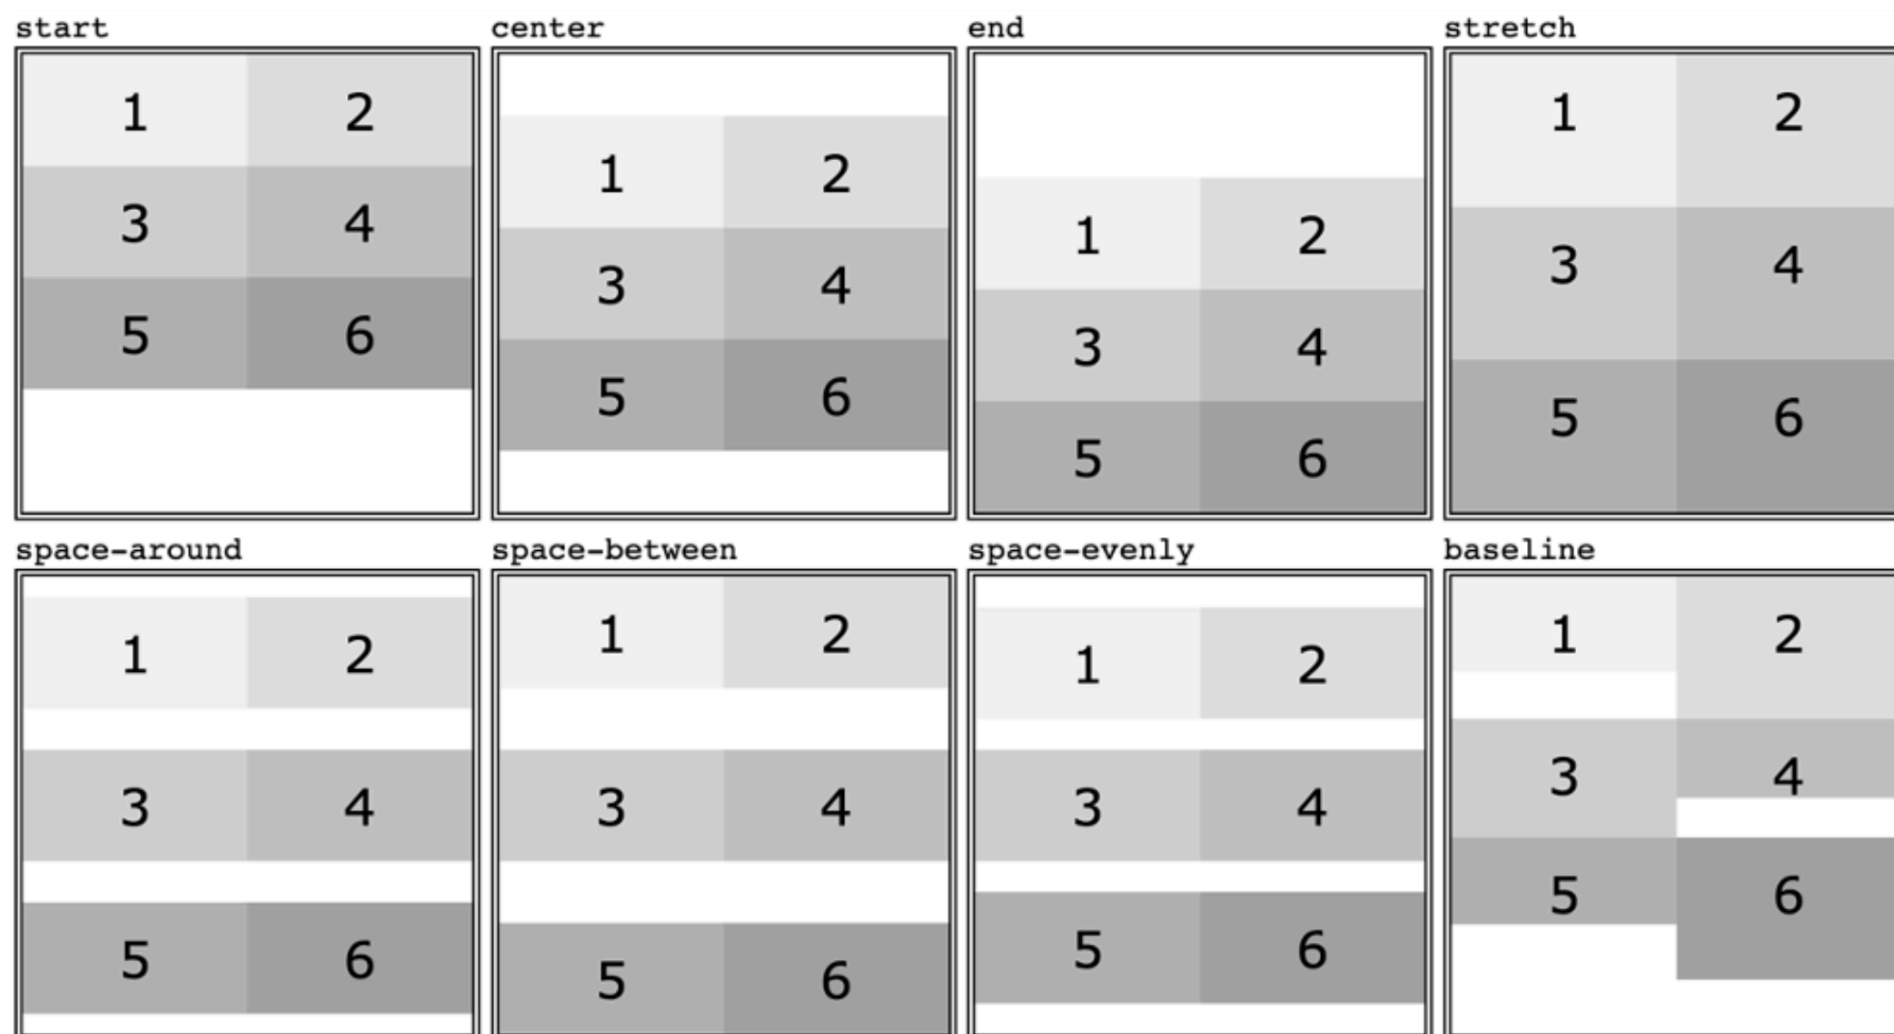 start center end stretch
1 2 1 2 1 2 1 2
3 4 3 4 3 4 3 4
5 6 5 6 5 6 5 6
space-around space-between space-evenly baseline
1 2 1 2 1 2 1 2
3 4 3 4 3 4 3 4
5 6 5 6 5 6 5 6